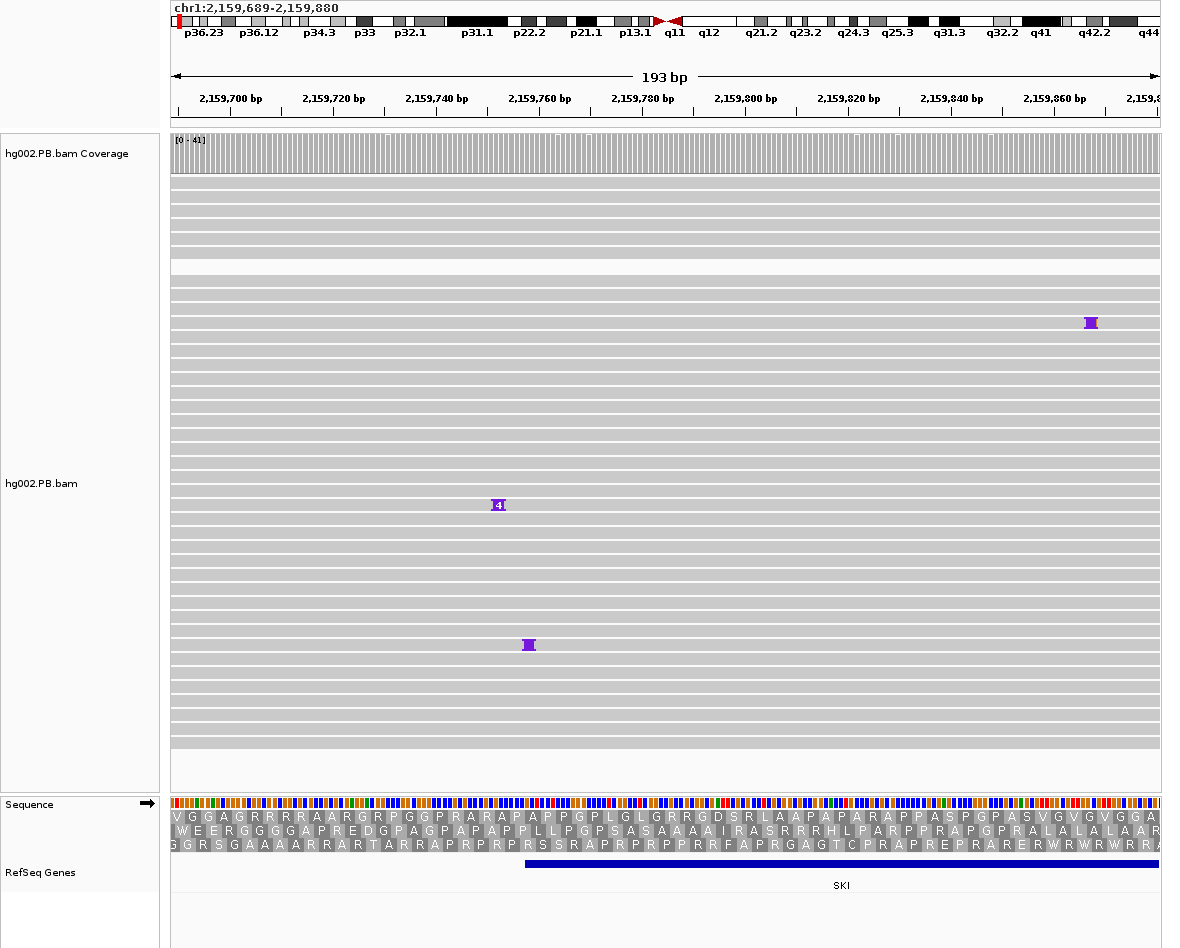 chr1:2,159,689-2,159,880
p36.23 p36.12 p34.3 p33 p32.1 p31.1 p22.2 p21.1 p13.1 q11 q12 q21.2 q23.2 q24.3 q25.3 q31.3 q32.2 q41 q42.2 q44
193 bp
2,159,700 bp 2,159,720 bp 2,159,740 bp 2,159,760 bp 2,159,780 bp 2,159,800 bp 2,159,820 bp 2,159,840 bp 2,159,860 bp 2,159,8
hg002.PB.bam Coverage
[0 - 41]
hg002.PB.bam
4
Sequence
V G G A G R R R R A A R G R P G G P R A R A P A P P G P L G L G R R G D S R L A A P A P A R A P P A S P G P A S V G V G V G G A
W E E R G G G G A P R E D G P A G P A P A P P L L P G P S A S A A A A I R A S R R R H L P A R P P R A P G P R A L A L A L A A R
G R S G A A A A R R A R T A R R A P R P R P R S S R A P R P R P P R R F A P R G A G T C P R A P R E P R A R E R W R W R W R R
RefSeq Genes
SKI